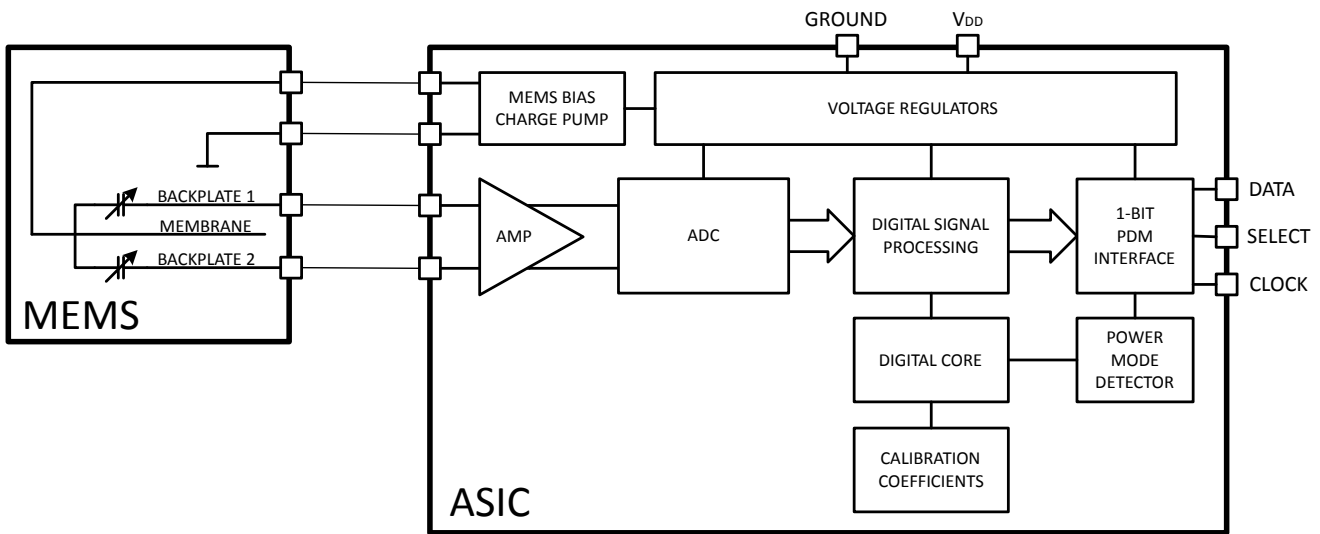 GROUND
VDD
MEMS BIAS
CHARGE PUMP
VOLTAGE REGULATORS
BACKPLATE 1
MEMBRANE
BACKPLATE 2
MEMS
AMP
ADC
DIGITAL SIGNAL
PROCESSING
1-BIT
PDM
INTERFACE
DATA
SELECT
CLOCK
DIGITAL CORE
POWER
MODE
DETECTOR
CALIBRATION
COEFFICIENTS
ASIC